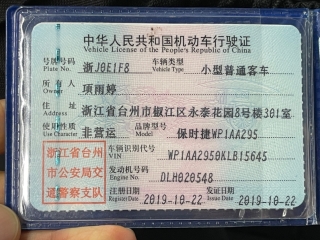 中华人民共和国机动车行驶证
Vehicle License of the People's Republic of China
号牌号码 浙J0E1F8 车辆类型 小型普通客车
Plate No. Vehicle Type
所有人 项雨婷
Owner
住址 浙江省台州市椒江区永泰花园8号楼301室
Address
使用性质 非营运 品牌型号 保时捷WP1AA295
Use Character Model
浙江省台州市公安局交通警察支队
车辆识别代号 WP1AA2950KLB15645
VIN
发动机号码 DLH020548
Engine No.
注册日期 2019-10-22 发证日期 2019-10-22
Register Date Issue Date